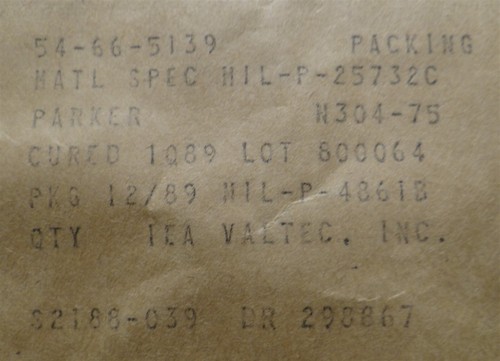 54-66-5139 PACKING
MATL SPEC MIL-P-25732C
PARKER N304-75
CURED 1Q89 LOT 800064
PKG 12/89 MIL-P-4861B
QTY 1EA VALTEC, INC.
S2188-039 DR 298867